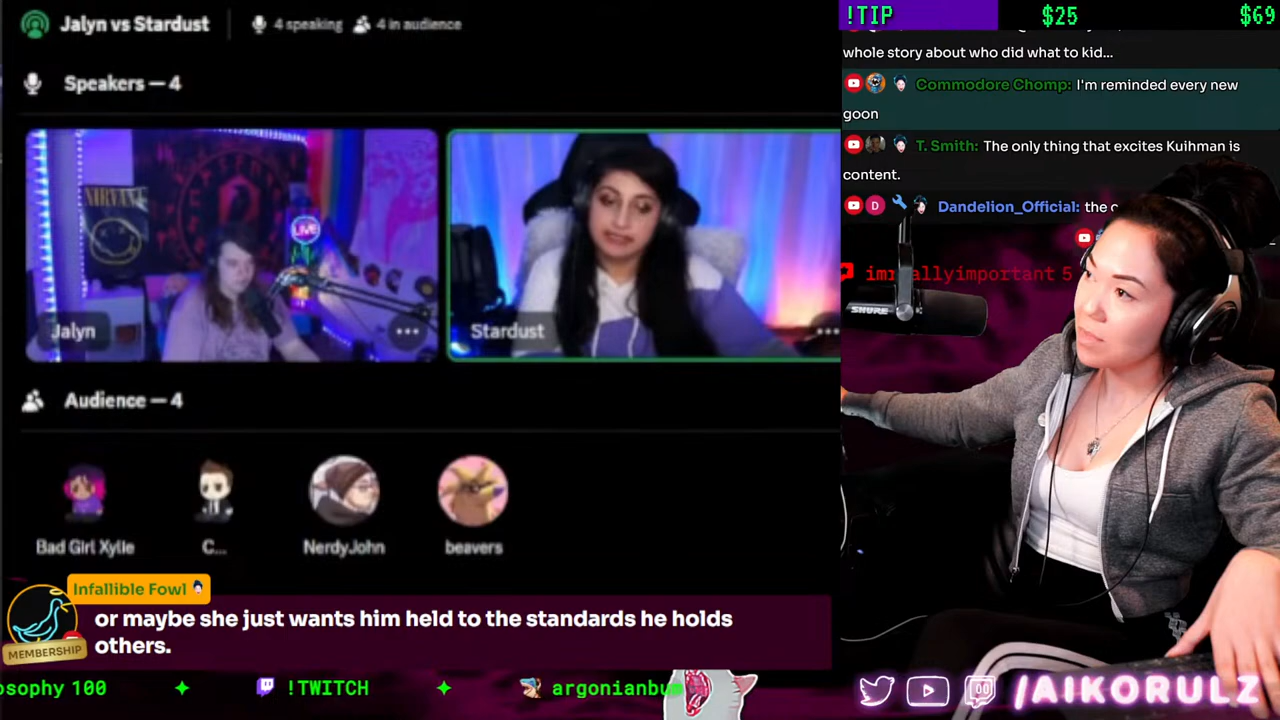 Jalyn vs Stardust
4 speaking
4 in audience
Speakers — 4
NIRVANA
LIVE
Jalyn
Stardust
Audience — 4
Bad Girl Xylie
C...
NerdyJohn
beavers
Infallible Fowl
MEMBERSHIP
or maybe she just wants him held to the standards he holds
others.
osophy 100
!TWITCH
argonianbum
!TIP
$25
$69
whole story about who did what to kid...
Commodore Chomp: I'm reminded every new
goon
T. Smith: The only thing that excites Kuihman is
content.
D
Dandelion_Official: the
SHURE
/AIKORULZ